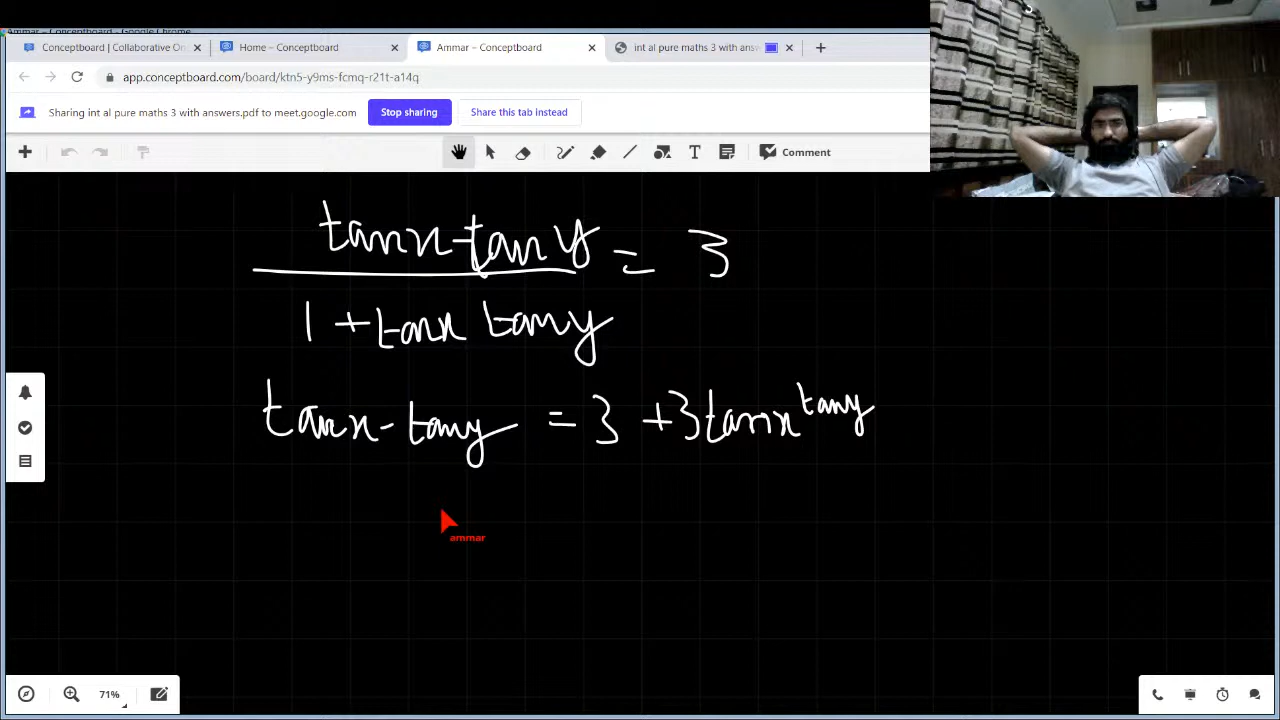 Ammar – Conceptboard - Google Chrome
Conceptboard | Collaborative On
Home – Conceptboard
Ammar – Conceptboard
int al pure maths 3 with answ
app.conceptboard.com/board/ktn5-y9ms-fcmq-r21t-a14q
Sharing int al pure maths 3 with answers.pdf to meet.google.com
Stop sharing
Share this tab instead
T
Comment
tanx-tany = 3
1 + tanx tany
tanx - tany = 3 + 3tanx tany
ammar
71%